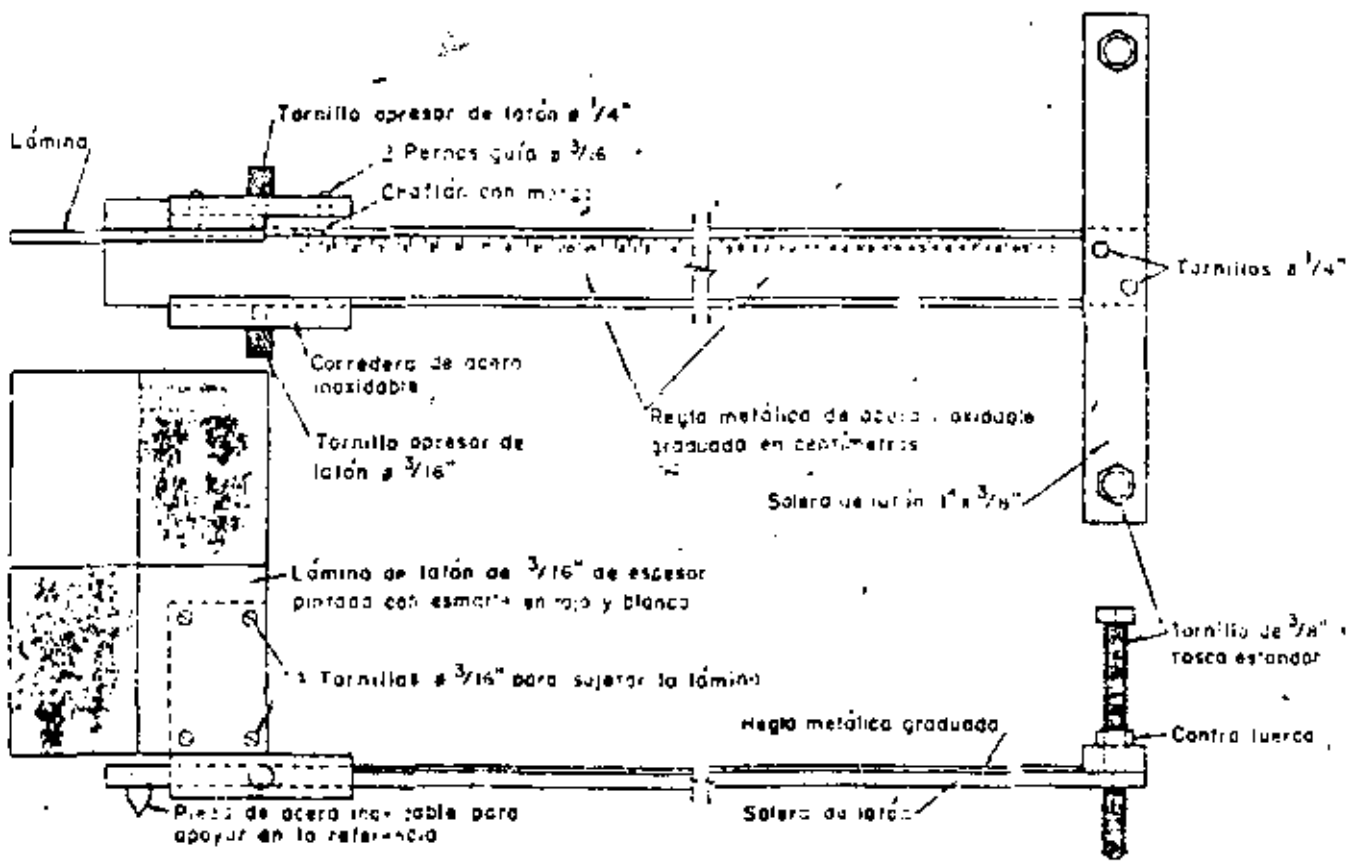 Tornillo apresor de latón ø 1/4"
Lámina
2 Pernos guía ø 3/16
Chaflán con
Tornillos ø 1/4"
Corredera de acero
inoxidable
Regla metálica de acero
graduada en centímetros
Tornillo apresor de
latón ø 3/16"
Solera de latón 1" x 3/8"
Lámina de latón de 3/16" de espesor
pintada con esmalte en rojo y blanco
Tornillo de 3/8"
rosca estandar
Tornillos ø 3/16" para sujetar la lámina
Regla metálica graduada
Contra tuerca
Pieza de acero para
apoyar en la referencia
Solera de latón